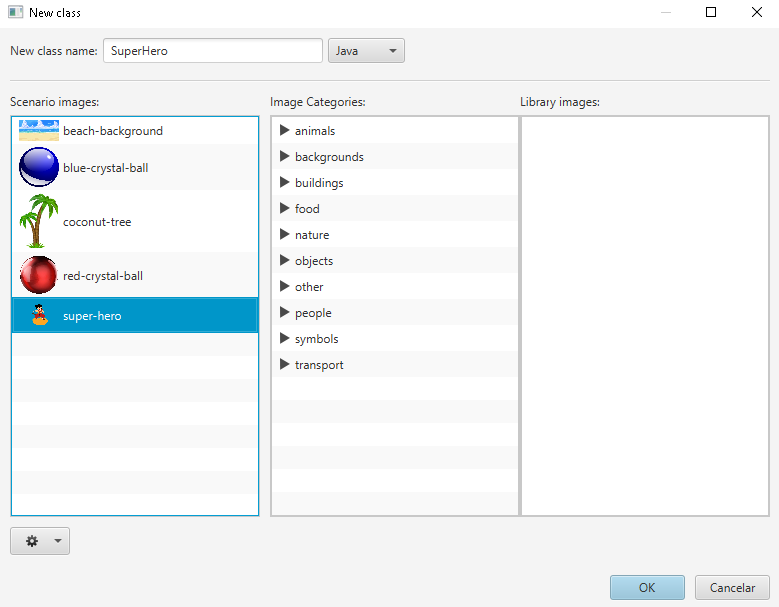 New class
New class name: SuperHero Java
Scenario images:
beach-background
blue-crystal-ball
coconut-tree
red-crystal-ball
super-hero
Image Categories:
animals
backgrounds
buildings
food
nature
objects
other
people
symbols
transport
Library images:
OK Cancelar